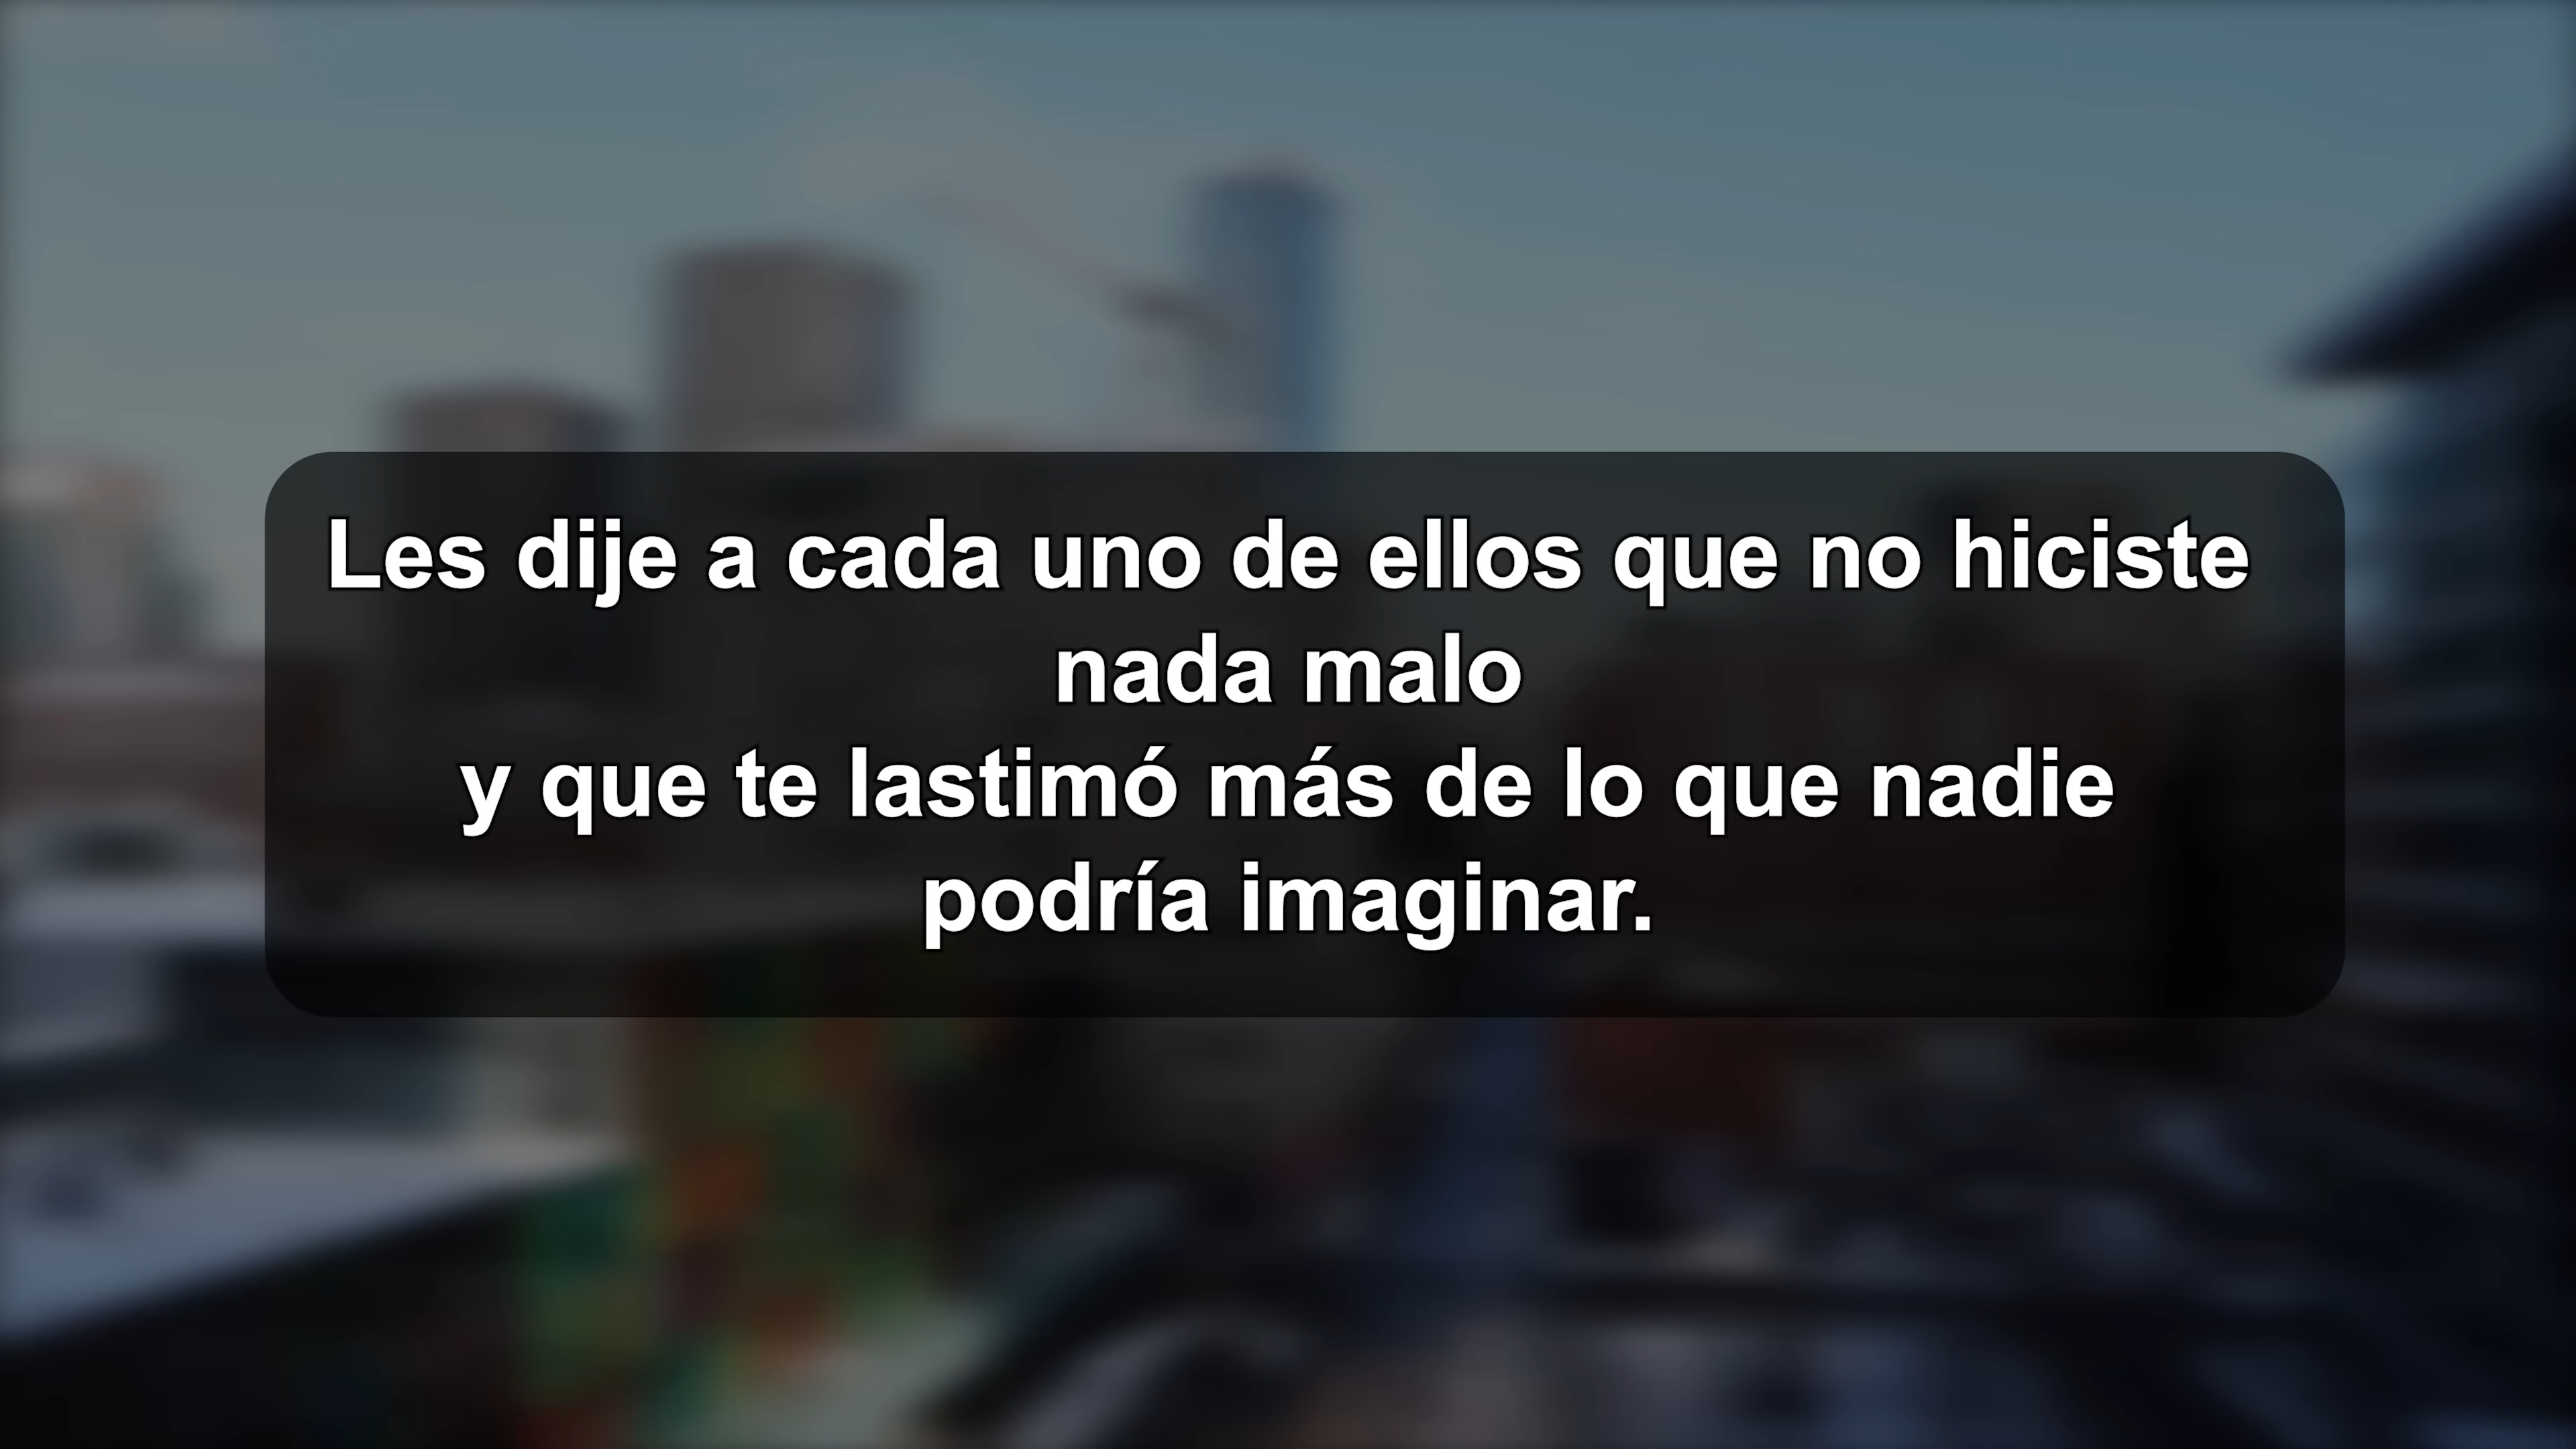 Les dije a cada uno de ellos que no hiciste
nada malo
y que te lastimó más de lo que nadie
podría imaginar.